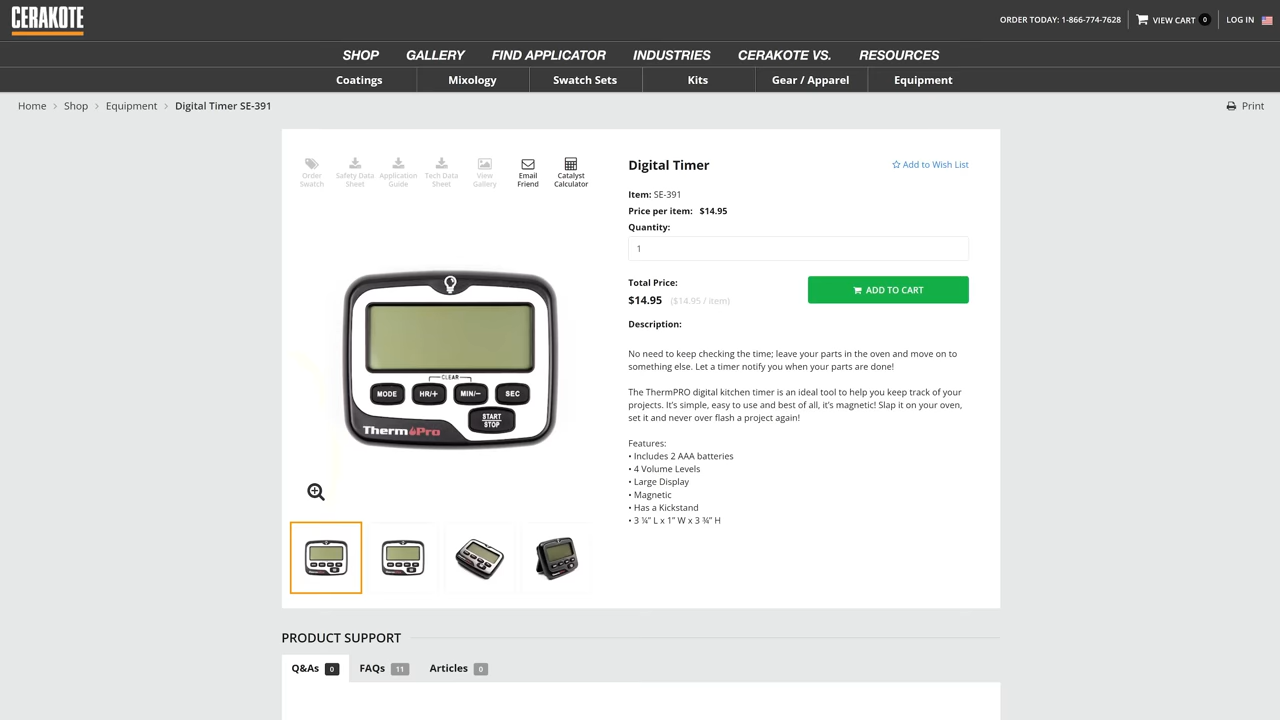 CERAKOTE
ORDER TODAY: 1-866-774-7628
VIEW CART 0
LOG IN
SHOP GALLERY FIND APPLICATOR INDUSTRIES CERAKOTE VS. RESOURCES
Coatings Mixology Swatch Sets Kits Gear / Apparel Equipment
Home > Shop > Equipment > Digital Timer SE-391
Print
Order Swatch
Safety Data Sheet
Application Guide
Tech Data Sheet
View Gallery
Email Friend
Catalyst Calculator
CLEAR
MODE HR/+ MIN/− SEC
START/STOP
ThermPro
Digital Timer
Add to Wish List
Item: SE-391
Price per item: $14.95
Quantity:
1
Total Price:
$14.95 ($14.95 / item)
ADD TO CART
Description:
No need to keep checking the time; leave your parts in the oven and move on to
something else. Let a timer notify you when your parts are done!
The ThermPRO digital kitchen timer is an ideal tool to help you keep track of your
projects. It's simple, easy to use and best of all, it's magnetic! Slap it on your oven,
set it and never over flash a project again!
Features:
• Includes 2 AAA batteries
• 4 Volume Levels
• Large Display
• Magnetic
• Has a Kickstand
• 3 ¼” L x 1” W x 3 ¾” H
PRODUCT SUPPORT
Q&As 0 FAQs 11 Articles 0